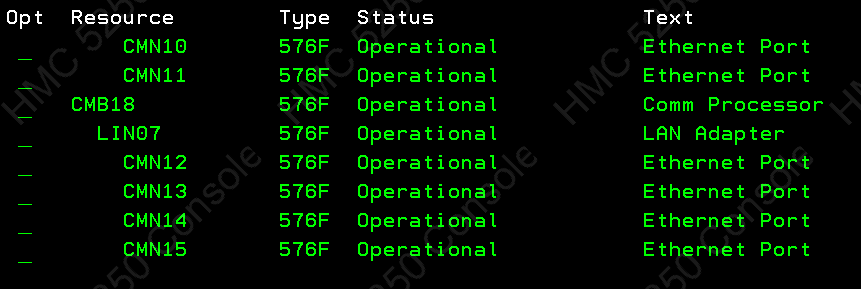 Opt  Resource        Type  Status                Text
 _       CMN10       576F  Operational           Ethernet Port
 _       CMN11       576F  Operational           Ethernet Port
 _   CMB18           576F  Operational           Comm Processor
 _     LIN07         576F  Operational           LAN Adapter
 _       CMN12       576F  Operational           Ethernet Port
 _       CMN13       576F  Operational           Ethernet Port
 _       CMN14       576F  Operational           Ethernet Port
 _       CMN15       576F  Operational           Ethernet Port
HMC 5250 Console